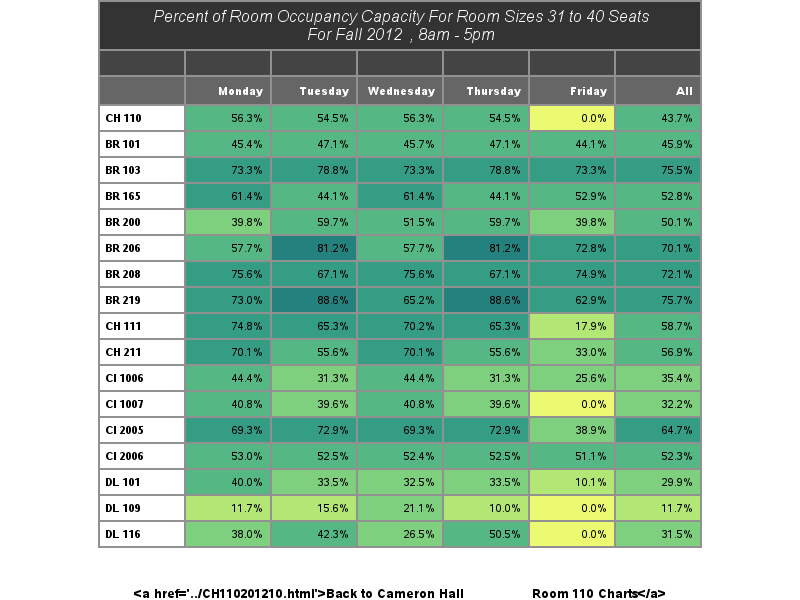 Percent of Room Occupancy Capacity For Room Sizes 31 to 40 Seats
For Fall 2012 , 8am - 5pm
Monday Tuesday Wednesday Thursday Friday All
CH 110 56.3% 54.5% 56.3% 54.5% 0.0% 43.7%
BR 101 45.4% 47.1% 45.7% 47.1% 44.1% 45.9%
BR 103 73.3% 78.8% 73.3% 78.8% 73.3% 75.5%
BR 165 61.4% 44.1% 61.4% 44.1% 52.9% 52.8%
BR 200 39.8% 59.7% 51.5% 59.7% 39.8% 50.1%
BR 206 57.7% 81.2% 57.7% 81.2% 72.8% 70.1%
BR 208 75.6% 67.1% 75.6% 67.1% 74.9% 72.1%
BR 219 73.0% 88.6% 65.2% 88.6% 62.9% 75.7%
CH 111 74.8% 65.3% 70.2% 65.3% 17.9% 58.7%
CH 211 70.1% 55.6% 70.1% 55.6% 33.0% 56.9%
CI 1006 44.4% 31.3% 44.4% 31.3% 25.6% 35.4%
CI 1007 40.8% 39.6% 40.8% 39.6% 0.0% 32.2%
CI 2005 69.3% 72.9% 69.3% 72.9% 38.9% 64.7%
CI 2006 53.0% 52.5% 52.4% 52.5% 51.1% 52.3%
DL 101 40.0% 33.5% 32.5% 33.5% 10.1% 29.9%
DL 109 11.7% 15.6% 21.1% 10.0% 0.0% 11.7%
DL 116 38.0% 42.3% 26.5% 50.5% 0.0% 31.5%
<a href='../CH110201210.html'>Back to Cameron Hall Room 110 Charts</a>